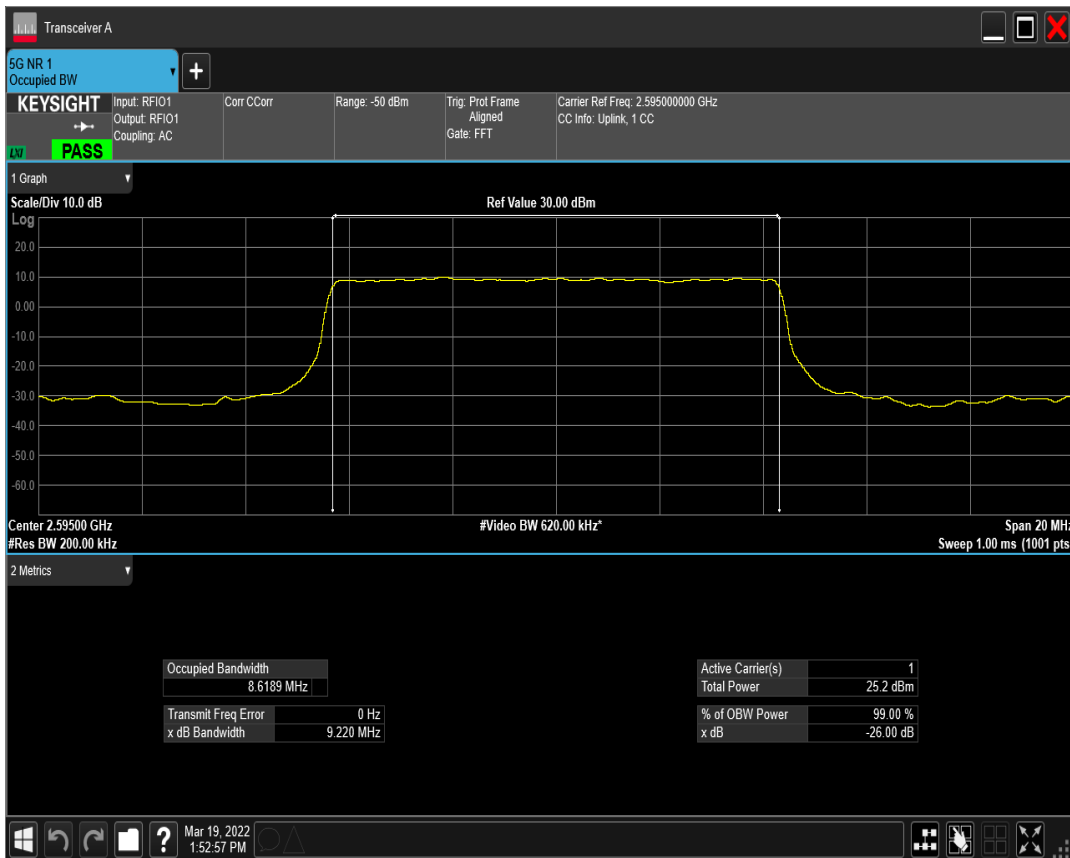 Transceiver A
5G NR 1
Occupied BW
+
KEYSIGHT
Input: RFIO1
Output: RFIO1
Coupling: AC
Corr CCorr
Range: -50 dBm
Trig: Prot Frame
Aligned
Gate: FFT
Carrier Ref Freq: 2.595000000 GHz
CC Info: Uplink, 1 CC
LXI
PASS
1 Graph
Scale/Div 10.0 dB
Ref Value 30.00 dBm
Log
20.0
10.0
0.00
-10.0
-20.0
-30.0
-40.0
-50.0
-60.0
Center 2.59500 GHz
#Video BW 620.00 kHz*
Span 20 MHz
#Res BW 200.00 kHz
Sweep 1.00 ms (1001 pts
2 Metrics
Occupied Bandwidth
8.6189 MHz
Transmit Freq Error 0 Hz
x dB Bandwidth 9.220 MHz
Active Carrier(s) 1
Total Power 25.2 dBm
% of OBW Power 99.00 %
x dB -26.00 dB
?
Mar 19, 2022
1:52:57 PM